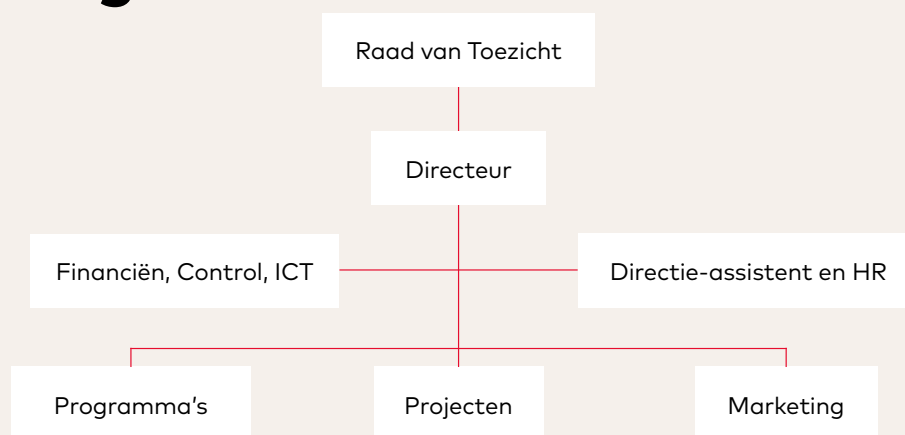 Raad van Toezicht
Directeur
Financiën, Control, ICT
Directie-assistent en HR
Programma's
Projecten
Marketing